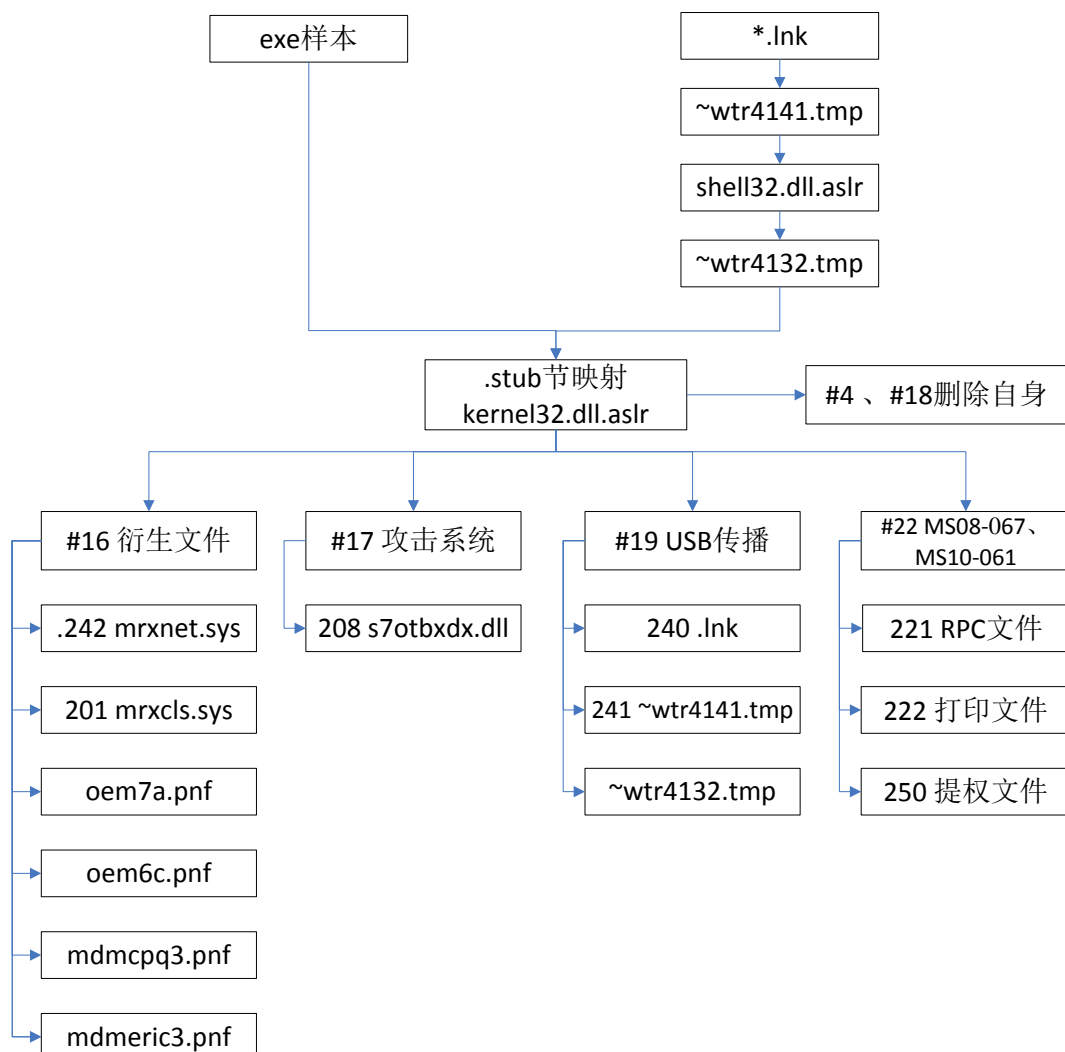 exe样本
*.lnk
~wtr4141.tmp
shell32.dll.aslr
~wtr4132.tmp
.stub节映射
kernel32.dll.aslr
#4 、#18删除自身
#16 衍生文件
#17 攻击系统
#19 USB传播
#22 MS08-067、
MS10-061
.242 mrxnet.sys
208 s7otbxdx.dll
240 .lnk
221 RPC文件
201 mrxcls.sys
241 ~wtr4141.tmp
222 打印文件
oem7a.pnf
~wtr4132.tmp
250 提权文件
oem6c.pnf
mdmcpq3.pnf
mdmeric3.pnf